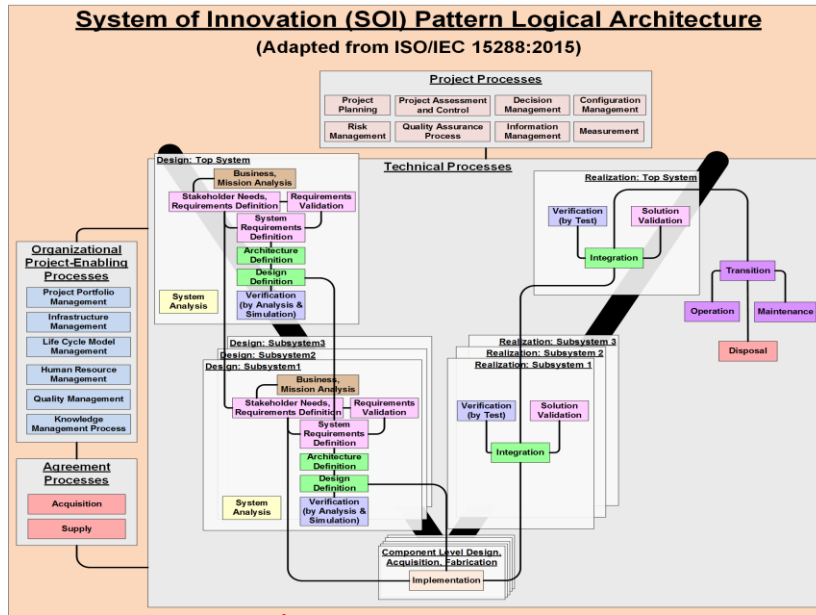 System of Innovation (SOI) Pattern Logical Architecture
(Adapted from ISO/IEC 15288:2015)
Project Processes
Project
Planning
Project Assessment
and Control
Decision
Management
Configuration
Management
Risk
Management
Quality Assurance
Process
Information
Management
Measurement
Technical Processes
Design: Top System
Business,
Mission Analysis
Stakeholder Needs,
Requirements Definition
Requirements
Validation
System
Requirements
Definition
Architecture
Definition
Design
Definition
System
Analysis
Verification
(by Analysis &
Simulation)
Realization: Top System
Verification
(by Test)
Solution
Validation
Integration
Transition
Operation
Maintenance
Disposal
Organizational
Project-Enabling
Processes
Project Portfolio
Management
Infrastructure
Management
Life Cycle Model
Management
Human Resource
Management
Quality Management
Knowledge
Management Process
Agreement
Processes
Acquisition
Supply
Design: Subsystem3
Design: Subsystem2
Design: Subsystem1
Business,
Mission Analysis
Stakeholder Needs,
Requirements Definition
Requirements
Validation
System
Requirements
Definition
Architecture
Definition
Design
Definition
System
Analysis
Verification
(by Analysis &
Simulation)
Realization: Subsystem 3
Realization: Subsystem 2
Realization: Subsystem 1
Verification
(by Test)
Solution
Validation
Integration
Component Level Design,
Acquisition, Fabrication
Implementation